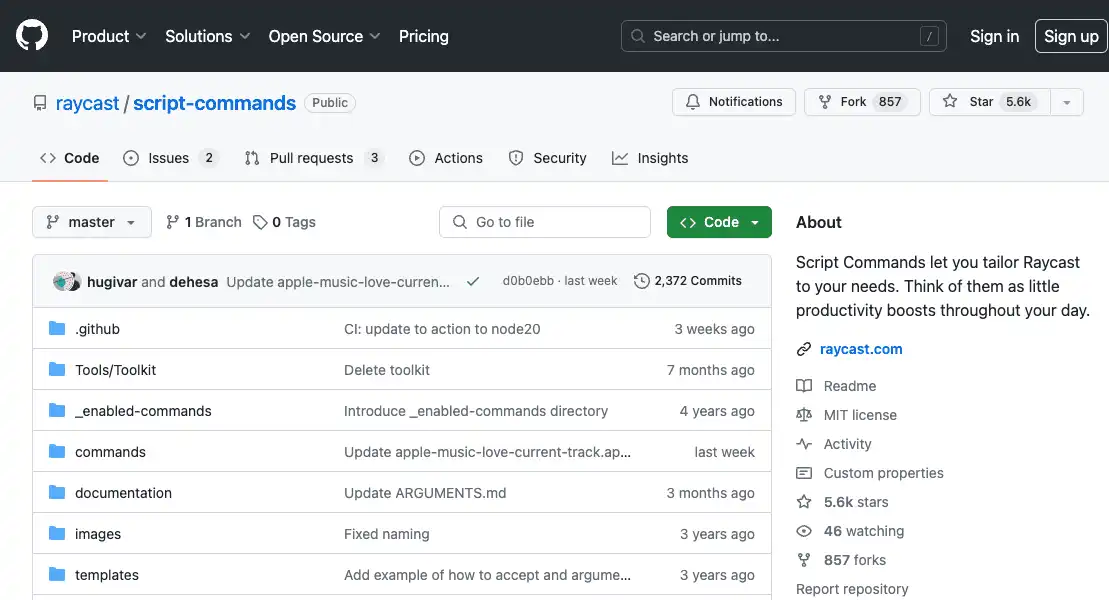 Product Solutions Open Source Pricing Search or jump to... / Sign in Sign up
raycast / script-commands Public Notifications Fork 857 Star 5.6k
Code Issues 2 Pull requests 3 Actions Security Insights
master 1 Branch 0 Tags Go to file Code
hugivar and dehesa Update apple-music-love-curren... d0b0ebb · last week 2,372 Commits
.github CI: update to action to node20 3 weeks ago
Tools/Toolkit Delete toolkit 7 months ago
_enabled-commands Introduce _enabled-commands directory 4 years ago
commands Update apple-music-love-current-track.ap... last week
documentation Update ARGUMENTS.md 3 months ago
images Fixed naming 3 years ago
templates Add example of how to accept and argume... 3 years ago
About
Script Commands let you tailor Raycast
to your needs. Think of them as little
productivity boosts throughout your day.
raycast.com
Readme
MIT license
Activity
Custom properties
5.6k stars
46 watching
857 forks
Report repository